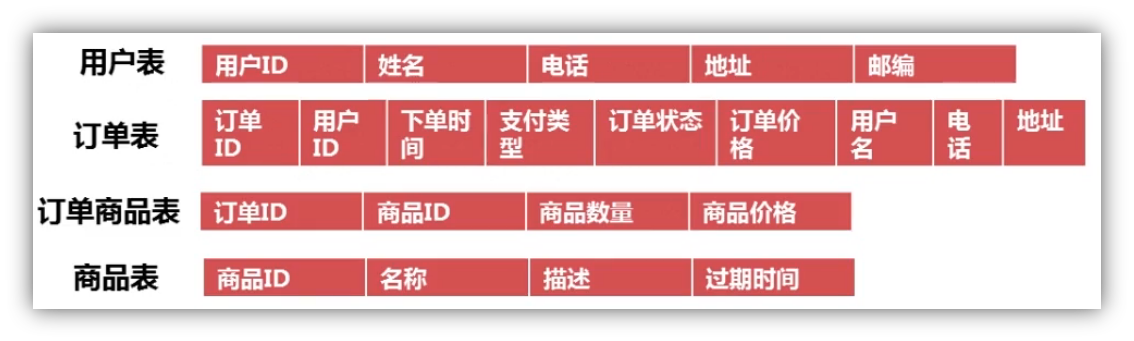 用户表 用户ID 姓名 电话 地址 邮编
订单表 订单ID 用户ID 下单时间 支付类型 订单状态 订单价格 用户名 电话 地址
订单商品表 订单ID 商品ID 商品数量 商品价格
商品表 商品ID 名称 描述 过期时间